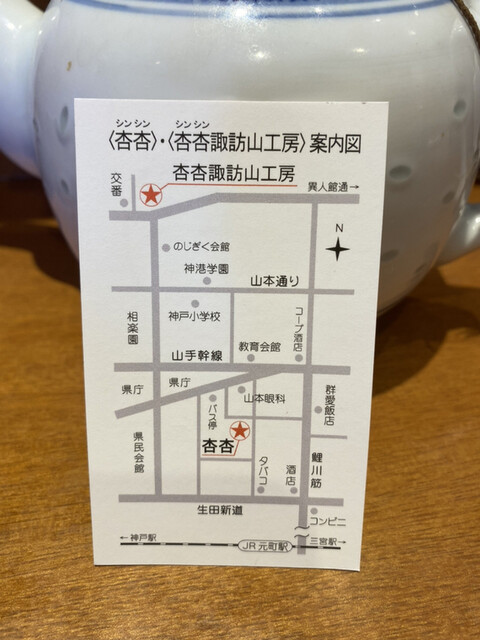 シンシン シンシン
〈杏杏〉・〈杏杏諏訪山工房〉案内図
杏杏諏訪山工房
交番
異人館通→
N
のじぎく会館
神港学園
山本通り
相楽園
神戸小学校
コープ酒店
教育会館
山手幹線
県庁
県庁
山本眼科
群愛飯店
バス停
杏杏
県民会館
タバコ
酒店
鯉川筋
生田新道
コンビニ
←神戸駅
JR元町駅
三宮駅→